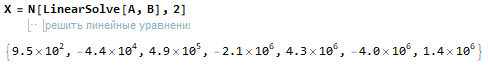 X = N[LinearSolve[A, B], 2]
решить линейные уравнени
{9.5×10², -4.4×10⁴, 4.9×10⁵, -2.1×10⁶, 4.3×10⁶, -4.0×10⁶, 1.4×10⁶}